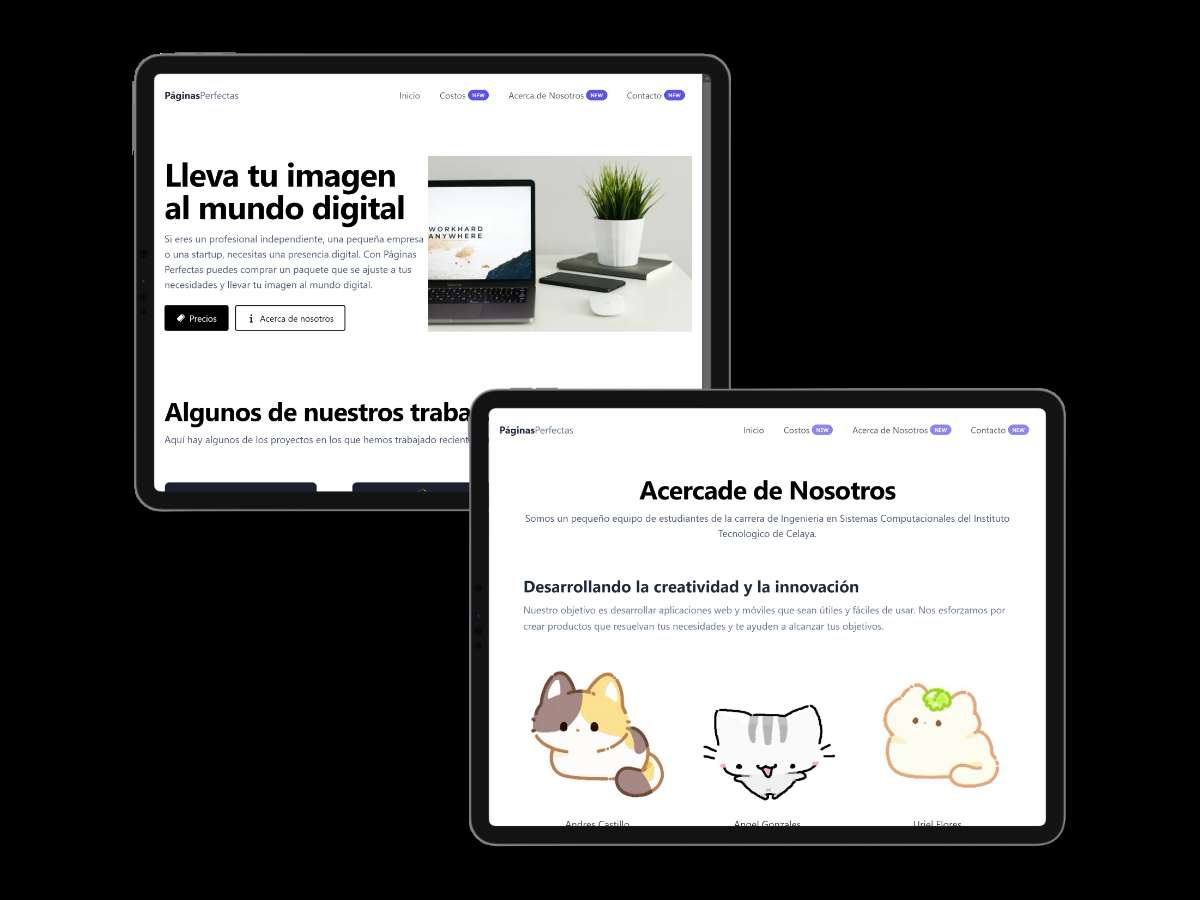 PáginasPerfectas
Inicio Costos NEW Acerca de Nosotros NEW Contacto NEW
Lleva tu imagen
al mundo digital
Si eres un profesional independiente, una pequeña empresa
o una startup, necesitas una presencia digital. Con Páginas
Perfectas puedes comprar un paquete que se ajuste a tus
necesidades y llevar tu imagen al mundo digital.
Precios
Acerca de nosotros
WORKHARD
ANYWHERE
Algunos de nuestros traba
Aquí hay algunos de los proyectos en los que hemos trabajado recient
PáginasPerfectas
Inicio Costos NEW Acerca de Nosotros NEW Contacto NEW
Acercade de Nosotros
Somos un pequeño equipo de estudiantes de la carrera de Ingenieria en Sistemas Computacionales del Instituto
Tecnologico de Celaya.
Desarrollando la creatividad y la innovación
Nuestro objetivo es desarrollar aplicaciones web y móviles que sean útiles y fáciles de usar. Nos esforzamos por
crear productos que resuelvan tus necesidades y te ayuden a alcanzar tus objetivos.
Andres Castillo
Angel Gonzales
Uriel Flores